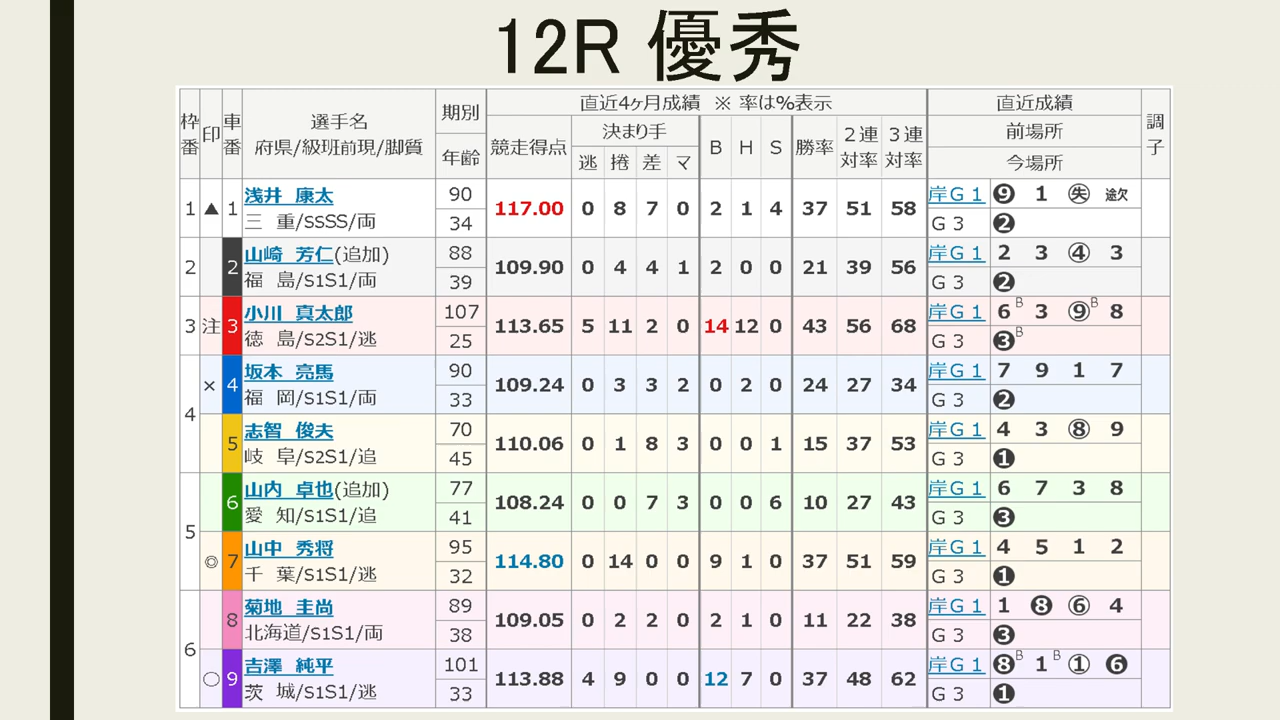 12R 優秀
枠番 印 車番 選手名 府県/級班前現/脚質 期別 年齢 直近4ヶ月成績 ※ 率は%表示 直近成績 調子
競走得点 決まり手 B H S 勝率 2連対率 3連対率 前場所
逃 捲 差 マ 今場所
1 ▲ 1 浅井 康太 90 117.00 0 8 7 0 2 1 4 37 51 58 岸G1 ❾ 1 ㊛ 途欠
三 重/SSSS/両 34 G3 ❷
2 2 山崎 芳仁(追加) 88 109.90 0 4 4 1 2 0 0 21 39 56 岸G1 2 3 ④ 3
福 島/S1S1/両 39 G3 ❷
3 注 3 小川 真太郎 107 113.65 5 11 2 0 14 12 0 43 56 68 岸G1 6B 3 ⑨B 8
徳 島/S2S1/逃 25 G3 ❸B
4 × 4 坂本 亮馬 90 109.24 0 3 3 2 0 2 0 24 27 34 岸G1 7 9 1 7
福 岡/S1S1/両 33 G3 ❷
5 志智 俊夫 70 110.06 0 1 8 3 0 0 1 15 37 53 岸G1 4 3 ⑧ 9
岐 阜/S2S1/追 45 G3 ❶
5 6 山内 卓也(追加) 77 108.24 0 0 7 3 0 0 6 10 27 43 岸G1 6 7 3 8
愛 知/S1S1/追 41 G3 ❸
◎ 7 山中 秀将 95 114.80 0 14 0 0 9 1 0 37 51 59 岸G1 4 5 1 2
千 葉/S1S1/逃 32 G3 ❶
6 8 菊地 圭尚 89 109.05 0 2 2 0 2 1 0 11 22 38 岸G1 1 ❽ ⑥ 4
北海道/S1S1/両 38 G3 ❸
○ 9 吉澤 純平 101 113.88 4 9 0 0 12 7 0 37 48 62 岸G1 ❽B 1B ① ❻
茨 城/S1S1/逃 33 G3 ❶